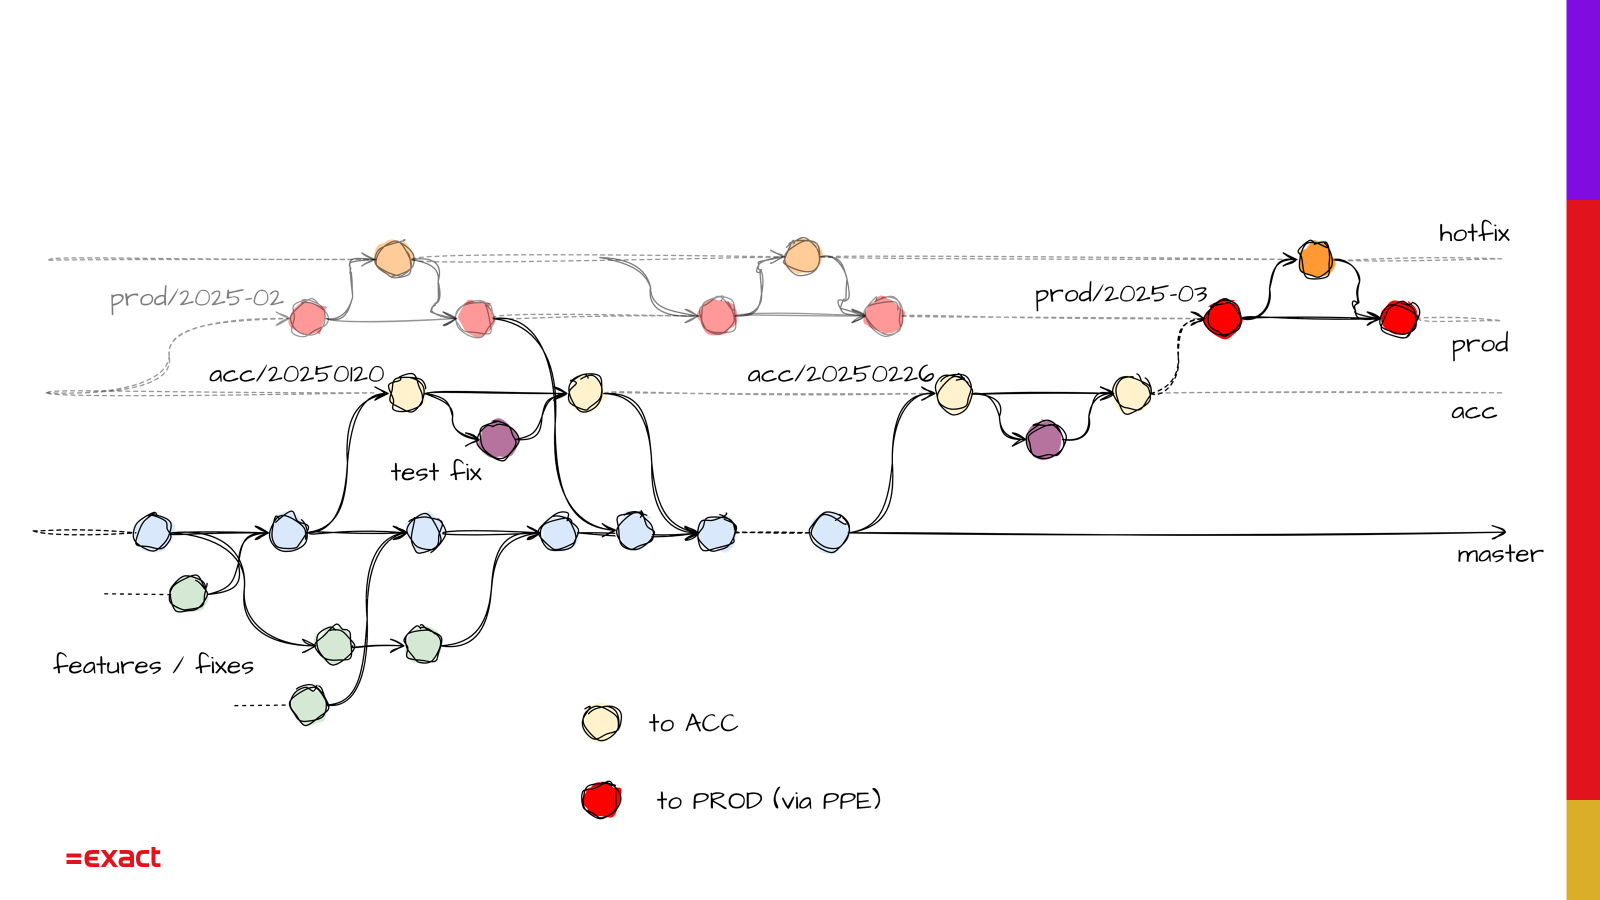 hotfix
prod/2025-02
prod/2025-03
prod
acc/20250120
acc/20250226
acc
test fix
master
features / fixes
to ACC
to PROD (via PPE)
=exact